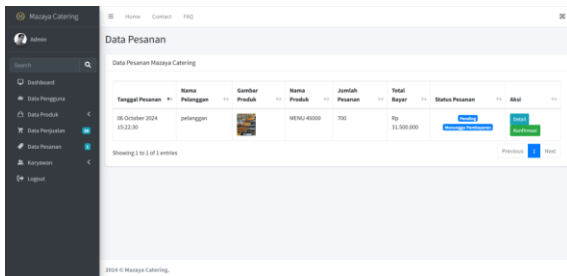 Mazaya Catering
Home Contact FAQ
Admin
Search
Dashboard
Data Pengguna
Data Produk
Data Penjualan
Data Pesanan
Karyawan
Logout
Data Pesanan
Data Pesanan Mazaya Catering
Tanggal Pesanan Nama Pelanggan Gambar Produk Nama Produk Jumlah Pesanan Total Bayar Status Pesanan Aksi
06 October 2024 15:22:30 pelanggan MENU 45000 700 Rp 31.500.000 Pending Menunggu Pembayaran Detail Konfirmasi
Showing 1 to 1 of 1 entries
Previous 1 Next
2024 © Mazaya Catering.